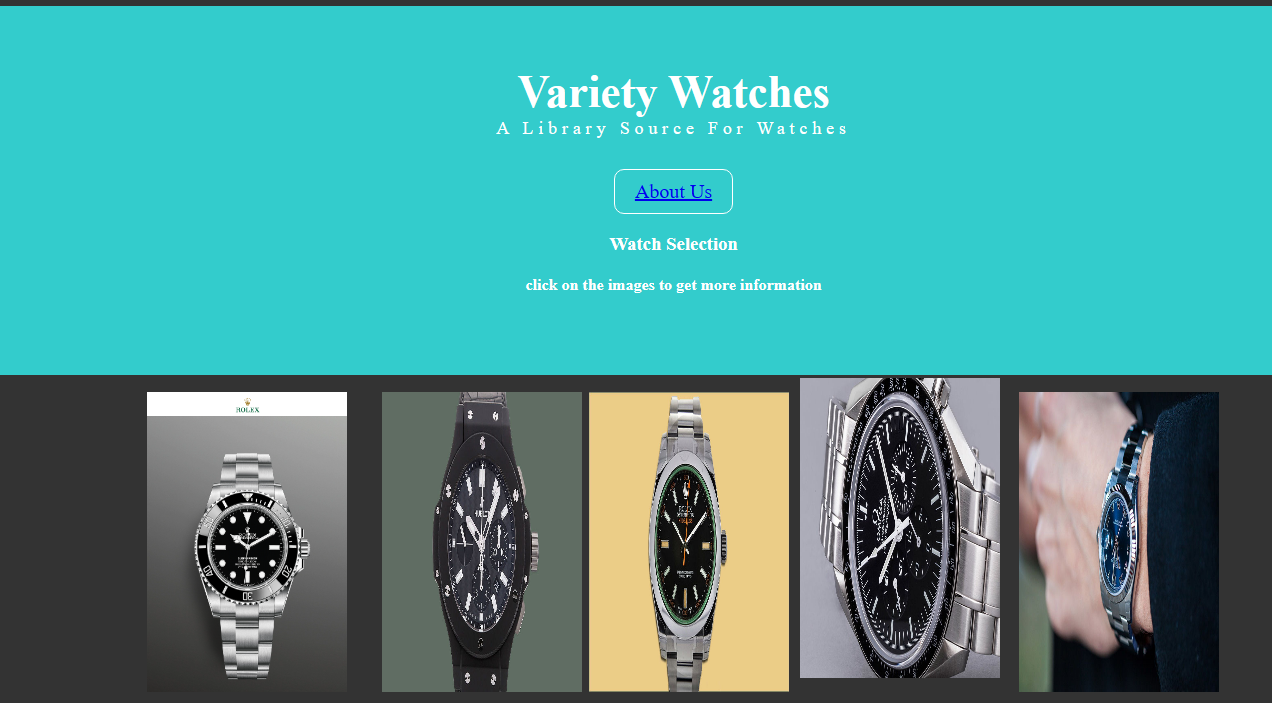 Variety Watches
A Library Source For Watches
About Us
Watch Selection
click on the images to get more information
ROLEX
ROLEX